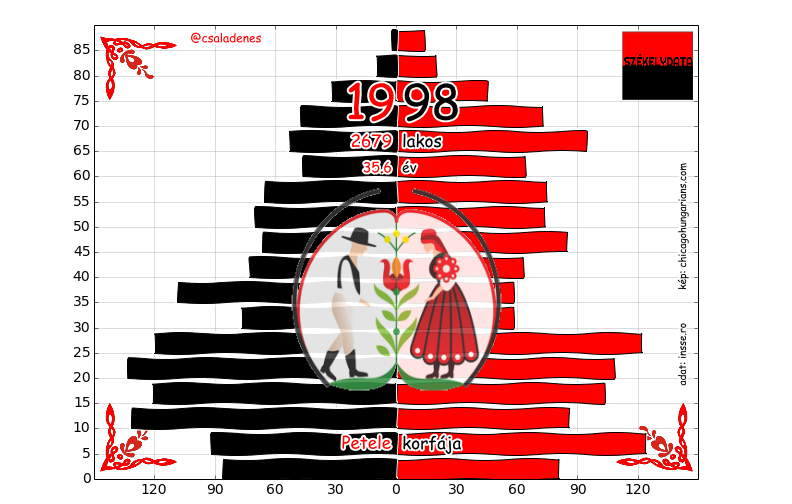 @csaladenes
SZÉKELYDATA
1998
2679 lakos
35.6 év
Petele korfája
kép: chicagohungarians.com
adat: insse.ro
85
80
75
70
65
60
55
50
45
40
35
30
25
20
15
10
5
0
120 90 60 30 0 30 60 90 120